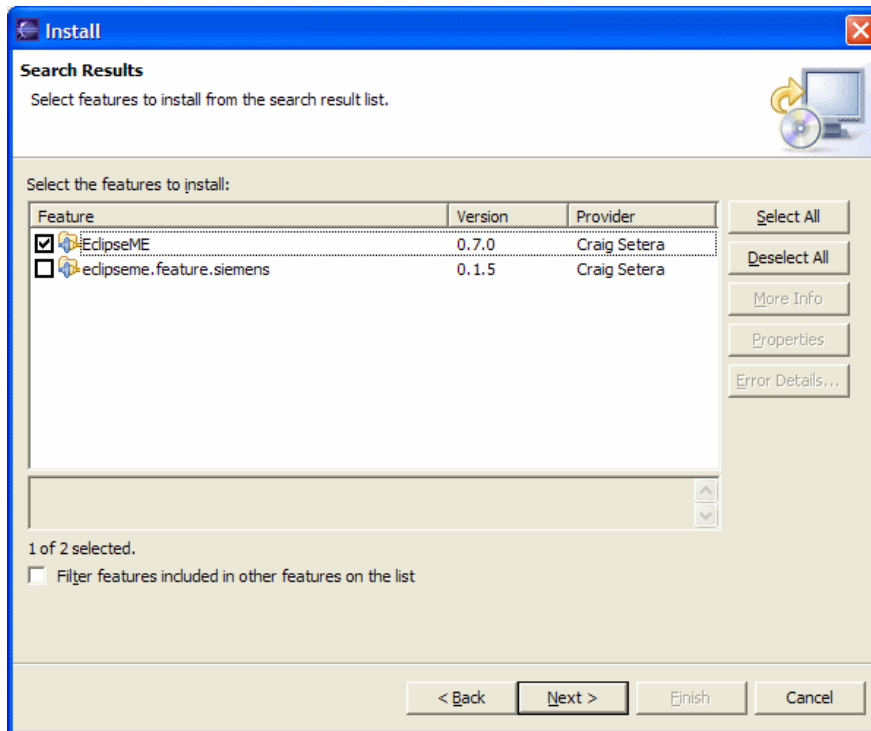 Install
Search Results
Select features to install from the search result list.
Select the features to install:
Feature Version Provider
EclipseME 0.7.0 Craig Setera
eclipseme.feature.siemens 0.1.5 Craig Setera
Select All
Deselect All
More Info
Properties
Error Details...
1 of 2 selected.
Filter features included in other features on the list
< Back Next > Finish Cancel